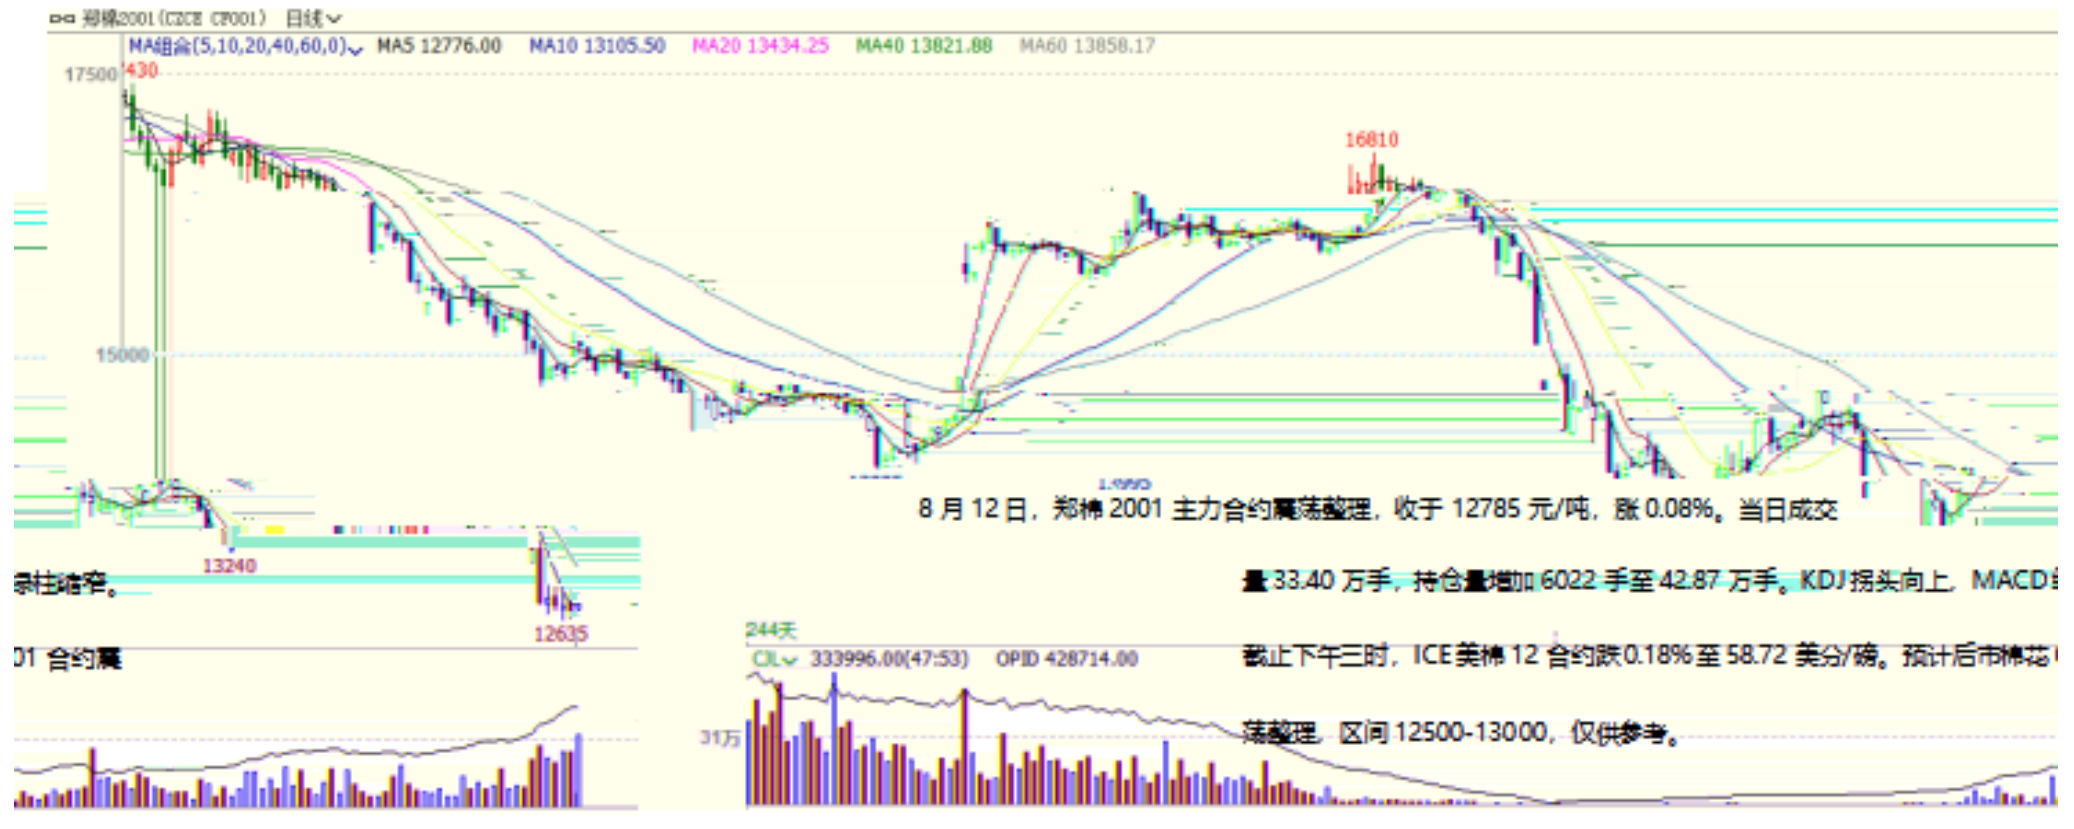 郑棉2001(CZCE CF001) 日线
MA组合(5,10,20,40,60,0) MA5 12776.00 MA10 13105.50 MA20 13434.25 MA40 13821.88 MA60 13858.17
17500 430
16810
15000
8 月 12 日，郑棉 2001 主力合约震荡整理，收于 12785 元/吨，涨 0.08%。当日成交
13240
绿柱缩窄。
量 33.40 万手，持仓量增加 6022 手至 42.87 万手。KDJ 拐头向上，MACD
12635
244天
01 合约震
CJL 333996.00(47:53) OPID 428714.00
截止下午三时，ICE 美棉 12 合约跌 0.18% 至 58.72 美分/磅。预计后市棉花
31万
荡整理，区间 12500-13000，仅供参考。